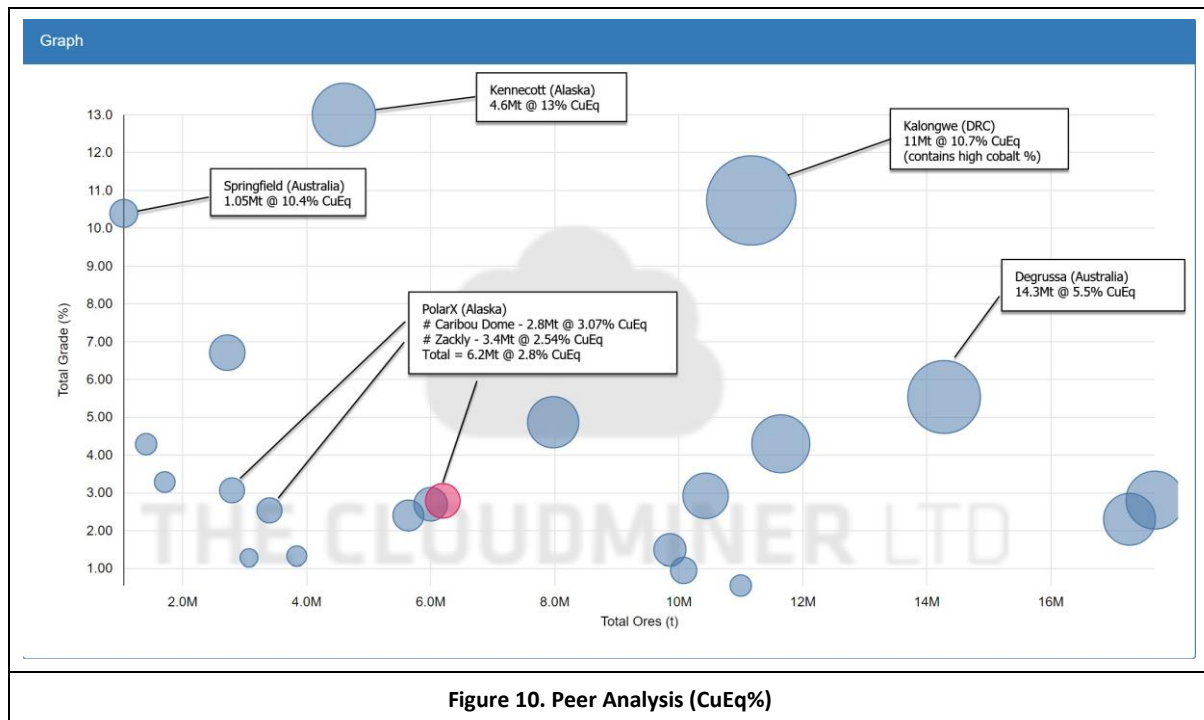 Graph
Kennecott (Alaska)
4.6Mt @ 13% CuEq
Kalongwe (DRC)
11Mt @ 10.7% CuEq
(contains high cobalt %)
Springfield (Australia)
1.05Mt @ 10.4% CuEq
Degrussa (Australia)
14.3Mt @ 5.5% CuEq
PolarX (Alaska)
# Caribou Dome - 2.8Mt @ 3.07% CuEq
# Zackly - 3.4Mt @ 2.54% CuEq
Total = 6.2Mt @ 2.8% CuEq
Total Grade (%)
13.0
12.0
11.0
10.0
9.00
8.00
7.00
6.00
5.00
4.00
3.00
2.00
1.00
THE CLOUDMINER LTD
2.0M
4.0M
6.0M
8.0M
10M
12M
14M
16M
Total Ores (t)
Figure 10. Peer Analysis (CuEq%)